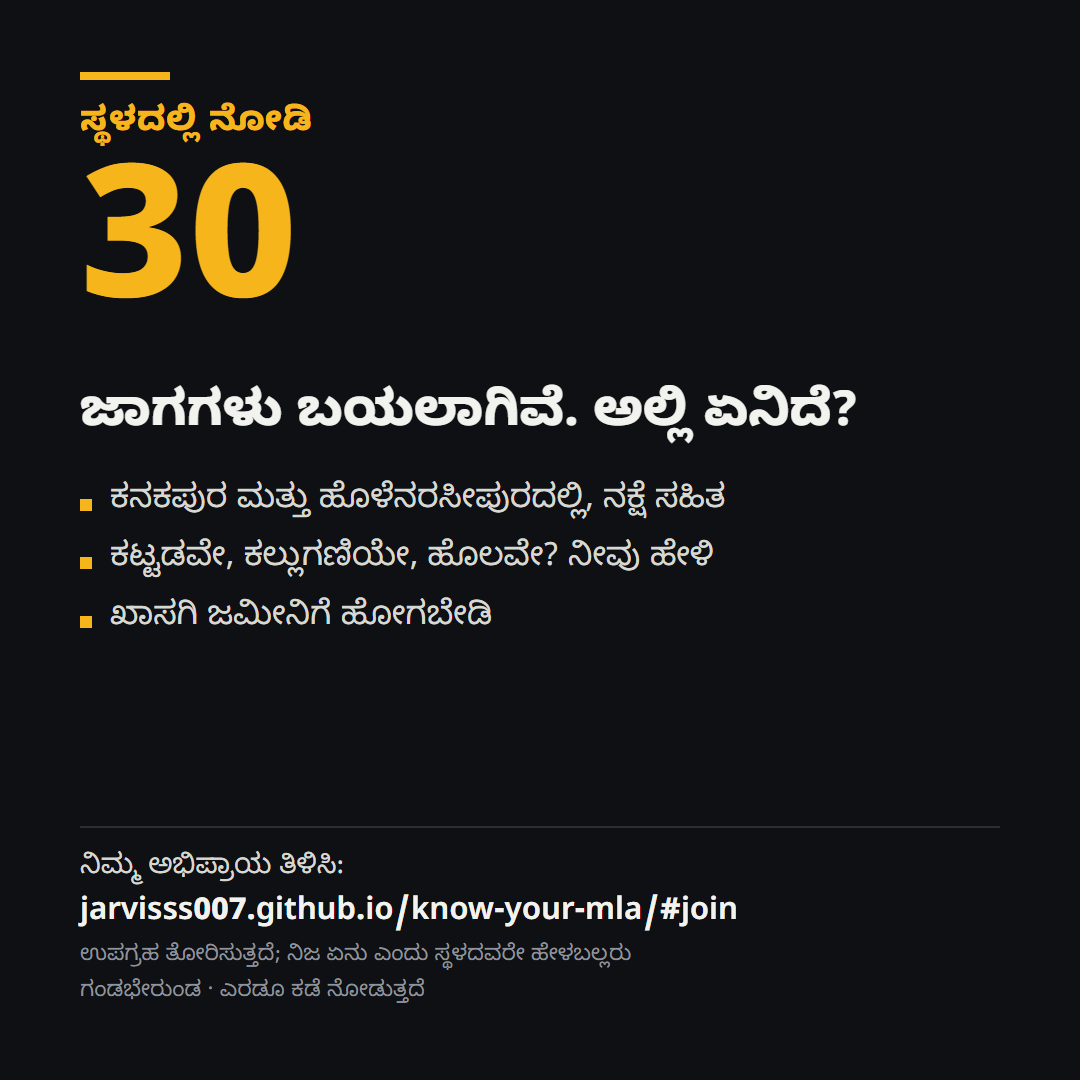 ಸ್ಥಳದಲ್ಲಿ ನೋಡಿ
30
ಜಾಗಗಳು ಬಯಲಾಗಿವೆ. ಅಲ್ಲಿ ಏನಿದೆ?
ಕನಕಪುರ ಮತ್ತು ಹೊಳೆನರಸೀಪುರದಲ್ಲಿ, ನಕ್ಷೆ ಸಹಿತ
ಕಟ್ಟಡವೇ, ಕಲ್ಲುಗಣಿಯೇ, ಹೊಲವೇ? ನೀವು ಹೇಳಿ
ಖಾಸಗಿ ಜಮೀನಿಗೆ ಹೋಗಬೇಡಿ
ನಿಮ್ಮ ಅಭಿಪ್ರಾಯ ತಿಳಿಸಿ:
jarvisss007.github.io/know-your-mla/#join
ಉಪಗ್ರಹ ತೋರಿಸುತ್ತದೆ; ನಿಜ ಏನು ಎಂದು ಸ್ಥಳದವರೇ ಹೇಳಬಲ್ಲರು
ಗಂಡಭೇರುಂಡ · ಎರಡೂ ಕಡೆ ನೋಡುತ್ತದೆ